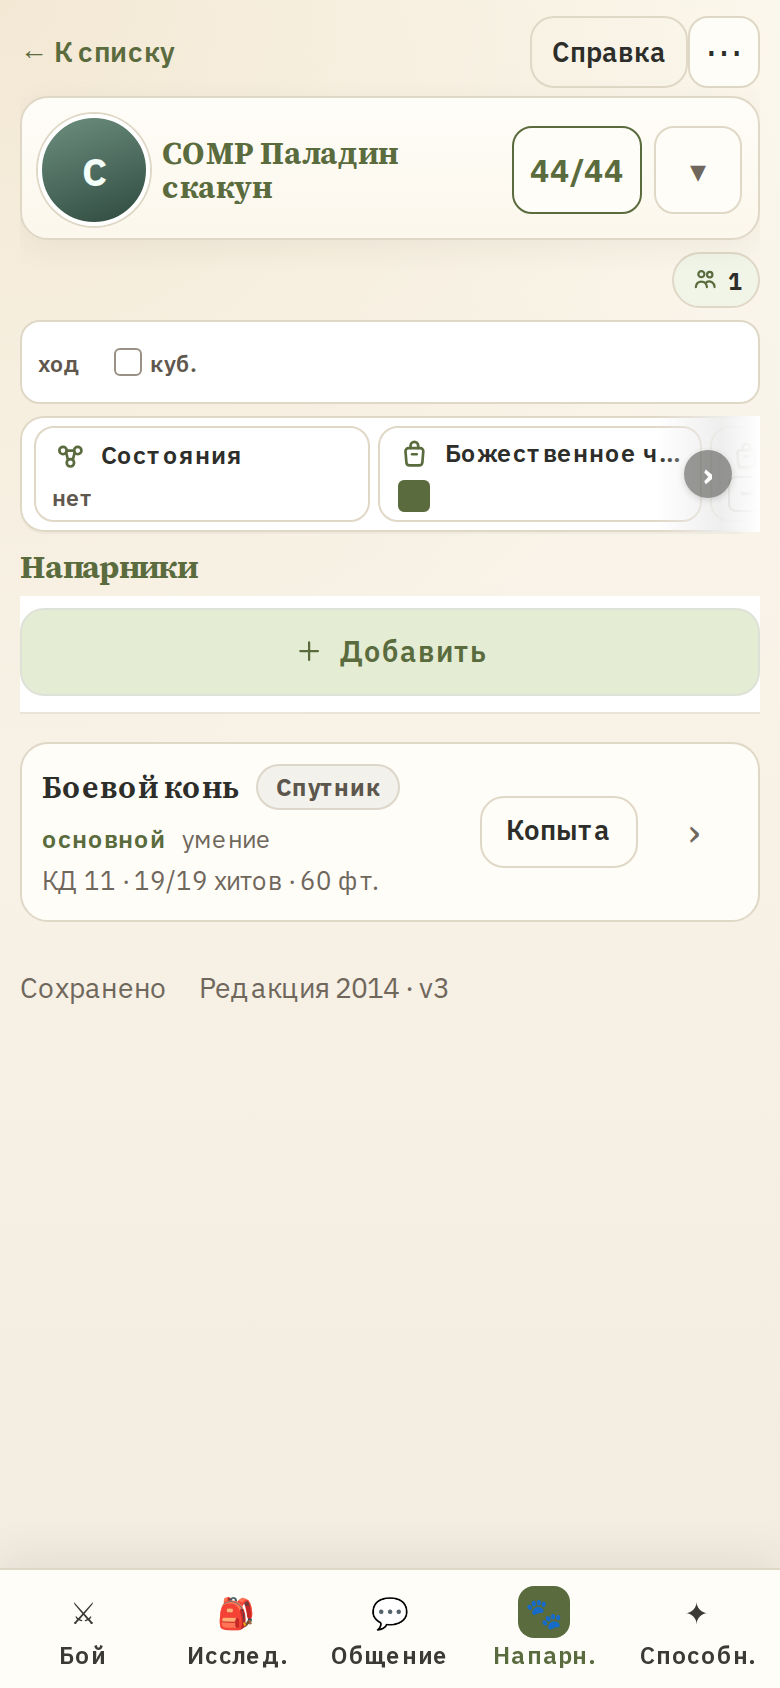 ← К списку
Справка
...
С
COMP Паладин
скакун
44/44
▼
1
ход
куб.
Состояния
нет
Божественное ч...
›
Напарники
+ Добавить
Боевой конь
Спутник
основной умение
КД 11 · 19/19 хитов · 60 фт.
Копыта
›
Сохранено
Редакция 2014 · v3
Бой
Исслед.
Общение
Напарн.
Способн.